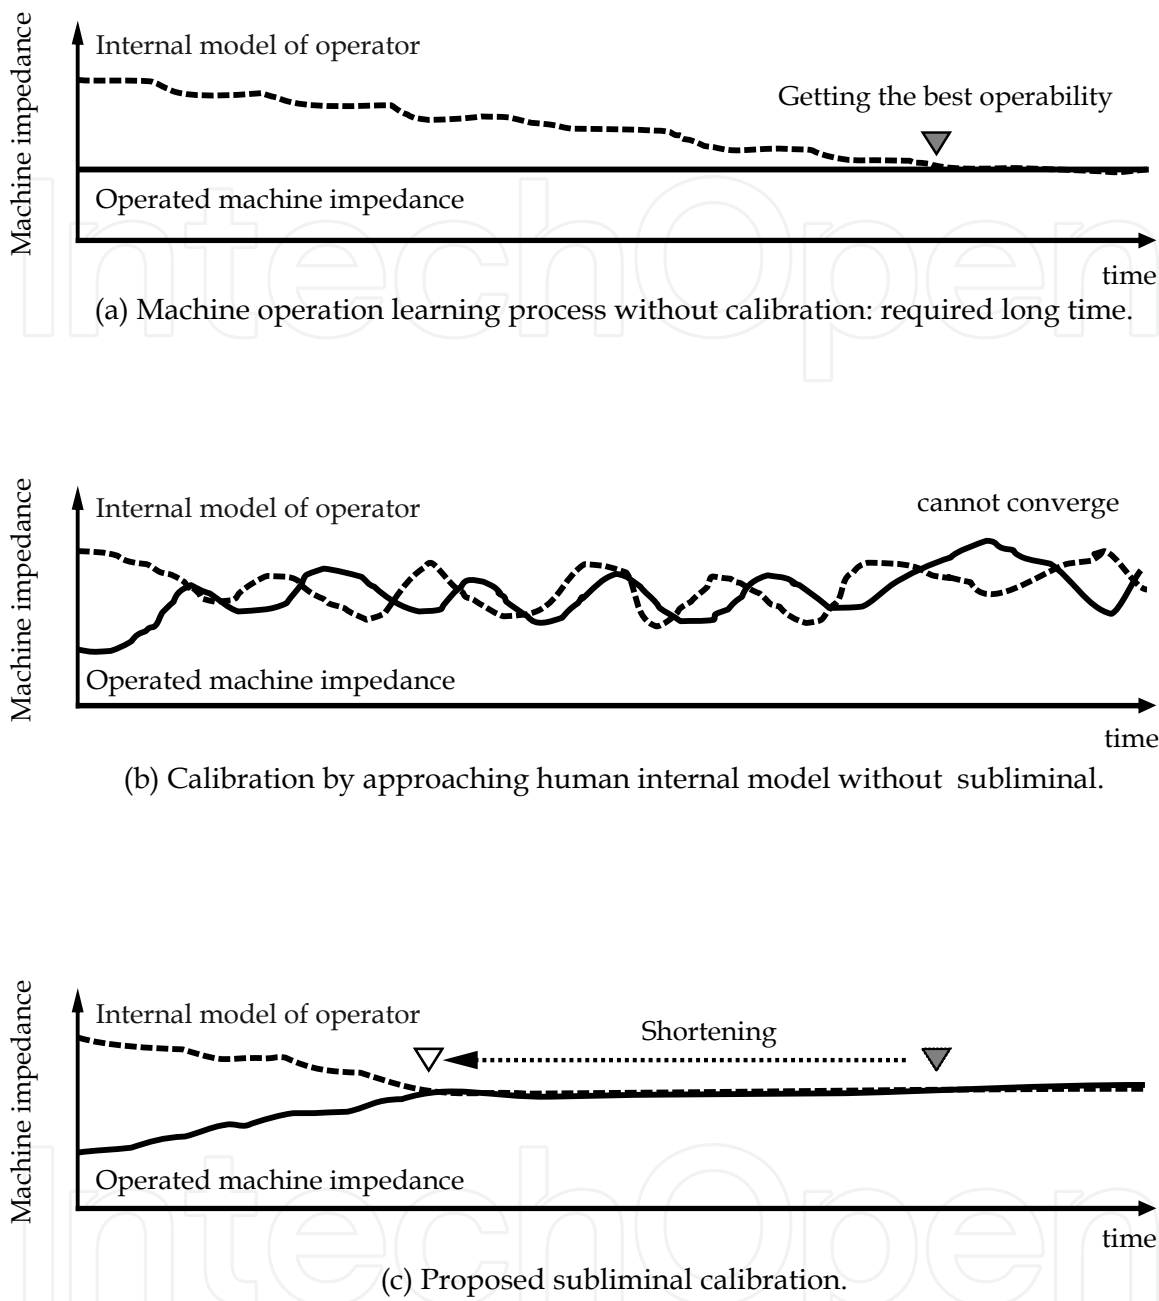 Machine impedance
Internal model of operator
Getting the best operability
Operated machine impedance
time
(a) Machine operation learning process without calibration: required long time.
Machine impedance
Internal model of operator
cannot converge
Operated machine impedance
time
(b) Calibration by approaching human internal model without subliminal.
Machine impedance
Internal model of operator
Shortening
Operated machine impedance
time
(c) Proposed subliminal calibration.
IntechOpen
IntechOpen